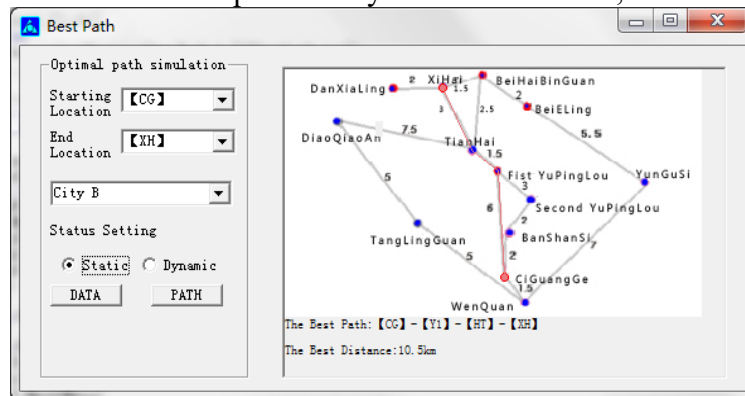 Best Path
Optimal path simulation
Starting Location 【CG】
End Location 【XH】
City B
Status Setting
Static Dynamic
DATA PATH
DanXiaLing 2 XiHai 1.5 BeiHaiBinGuan
3 2.5 2 BeiELing
DiaoQiaoAn 7.5 TianHai 5.5
1.5 Fist YuPingLou YunGuSi
5 6 3 Second YuPingLou
2
TangLingGuan BanShanSi 7
5 2
CiGuangGe
1.5
WenQuan
The Best Path:【CG】-【Y1】-【HT】-【XH】
The Best Distance:10.5km